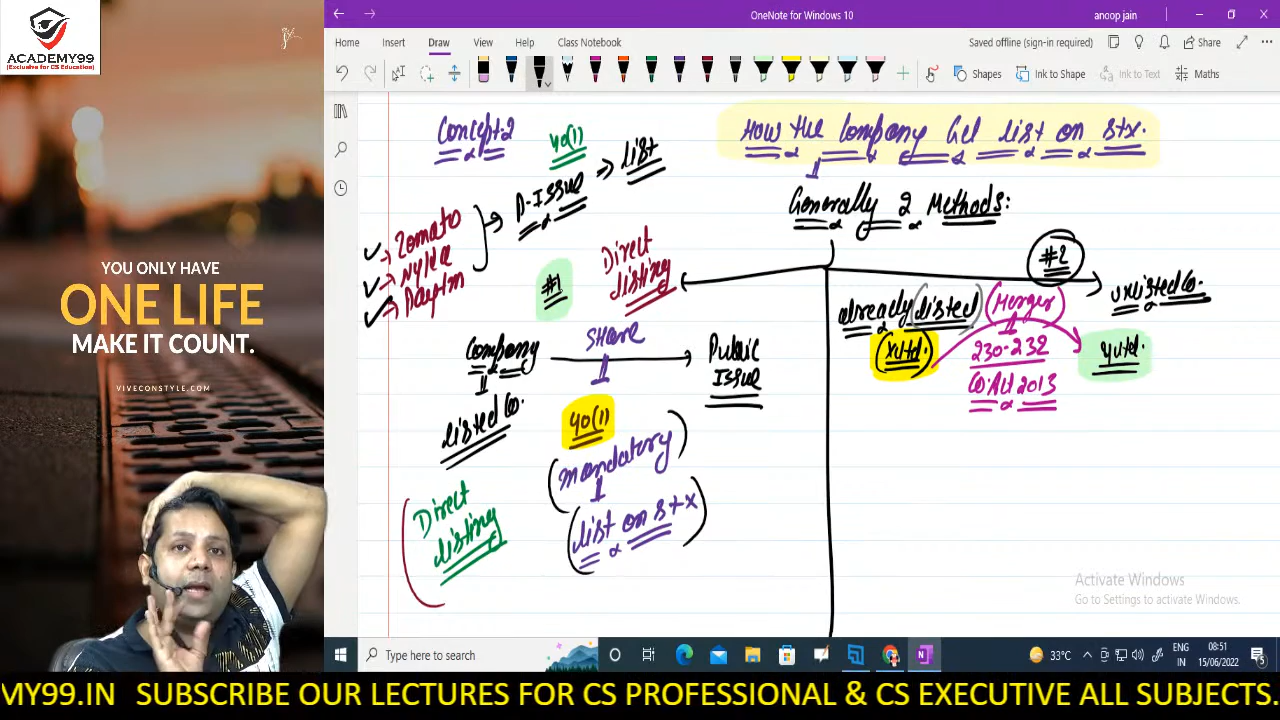 ACADEMY99
(Exclusive for CS Education)
YOU ONLY HAVE
ONE LIFE
MAKE IT COUNT.
VIVECONSTYLE.COM
OneNote for Windows 10
anoop jain
Home Insert Draw View Help Class Notebook
Saved offline (sign-in required)
Share
Shapes
Ink to Shape
Ink to Text
Maths
Concept-2
40(1)
P-Issue → list
→ Zomato
→ Nyka
→ Paytm
How the Company Get list on stx.
Generally 2 Methods:
#1
Direct
listing
Company
Share
Public
Issue
listed Co.
40(1)
(mandatory)
(list on stx)
Direct
listing
#2
already (listed)
(Merger)
unlisted Co.
(X Ltd.)
230-232
Co. Act 2013
Y Ltd.
Activate Windows
Go to Settings to activate Windows.
Type here to search
33°C
ENG
IN
08:51
15/06/2022
5
MY99.IN SUBSCRIBE OUR LECTURES FOR CS PROFESSIONAL & CS EXECUTIVE ALL SUBJECTS.